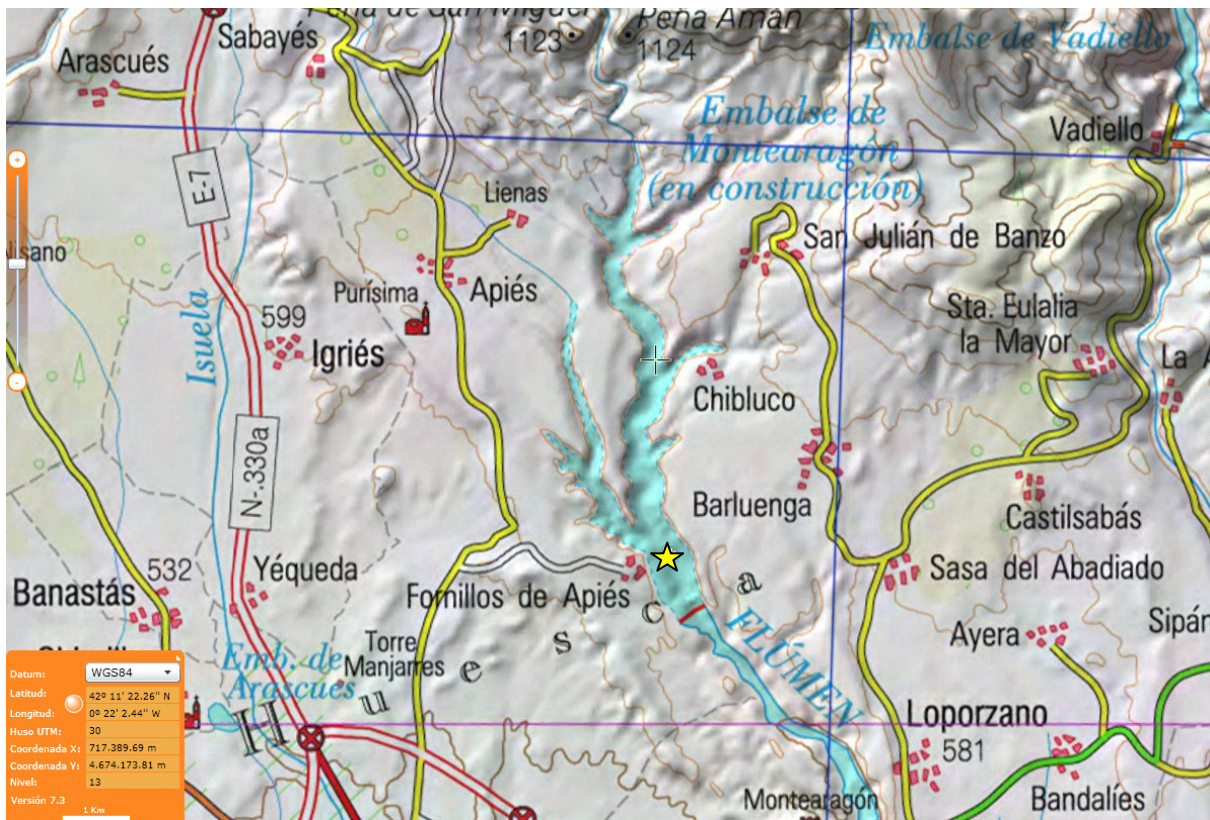 Peña de San Miguel
Peña Amán
1123
1124
Sabayés
Embalse de Vadiello
Arascués
Embalse de
Montearagón
(en construcción)
Vadiello
E-7
Lienas
San Julián de Banzo
Apiés
Purísima
Isuela
599
Igriés
Sta. Eulalia
la Mayor
La
Chibluco
N-.330a
Barluenga
Castilsabás
532
Yéqueda
Banastás
Fornillos de Apiés
Sasa del Abadiado
Ayera
Sipán
Torre
Manjarres
Emb. de
Arascues
H u e s c a
FLÚMEN
Loporzano
581
Bandalíes
Montearagón
+
-
Datum: WGS84
Latitud: 42º 11' 22.26'' N
Longitud: 0º 22' 2.44'' W
Huso UTM: 30
Coordenada X: 717.389.69 m
Coordenada Y: 4.674.173.81 m
Nivel: 13
Versión 7.3
1 Km